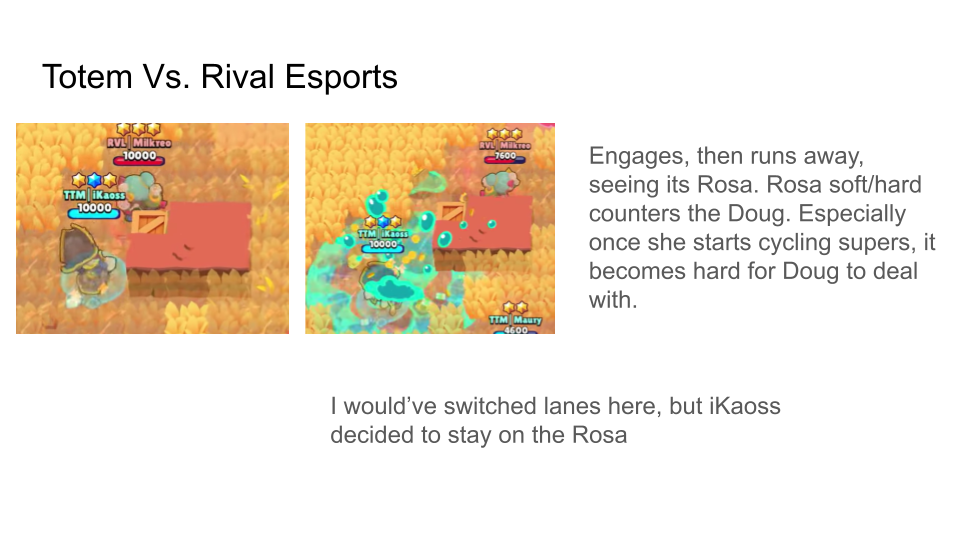 Totem Vs. Rival Esports
RVL|Milkreo
10000
TTM|iKaoss
10000
RVL|Milkreo
7600
TTM|iKaoss
10000
TTM|Maury
4600
Engages, then runs away,
seeing its Rosa. Rosa soft/hard
counters the Doug. Especially
once she starts cycling supers, it
becomes hard for Doug to deal
with.
I would’ve switched lanes here, but iKaoss
decided to stay on the Rosa